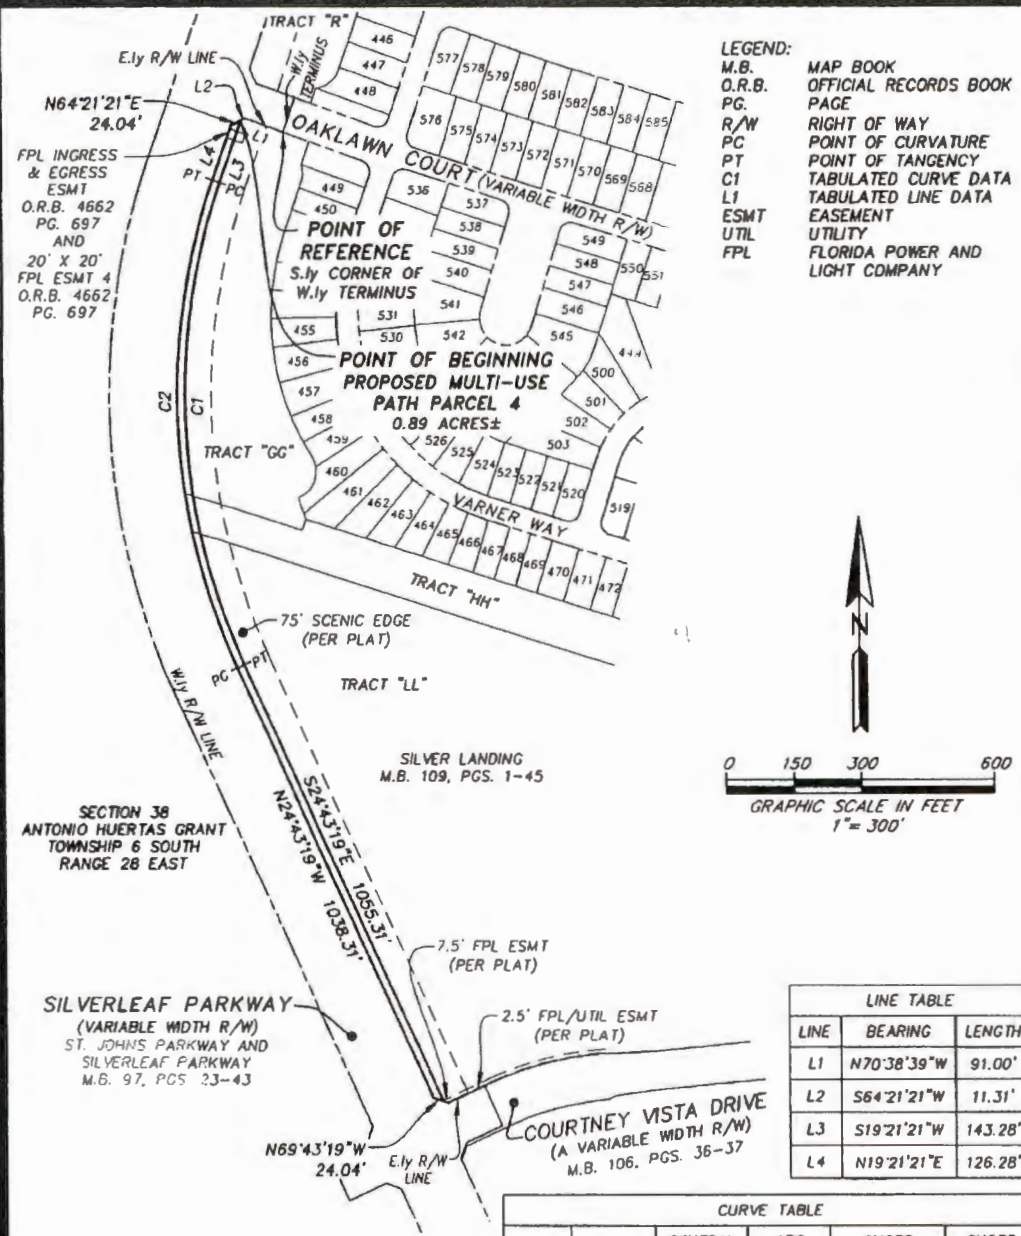 TRACT "R"
446
447
448
E.ly R/W LINE
W.ly
TERMINUS
L2
N64°21'21"E
24.04'
L1
OAKLAWN COURT (VARIABLE WIDTH R/W)
577
578
579
580
581
582
583
584
585
576
575
574
573
572
571
570
569
568
FPL INGRESS
& EGRESS
ESMT
O.R.B. 4662
PG. 697
AND
20' X 20'
FPL ESMT 4
O.R.B. 4662
PG. 697
L4
L3
PT
PC
449
450
536
537
538
539
540
541
542
POINT OF
REFERENCE
S.ly CORNER OF
W.ly TERMINUS
549
548
547
546
545
550
551
531
530
455
456
457
458
459
460
461
462
463
464
465
466
467
468
469
470
471
472
POINT OF BEGINNING
PROPOSED MULTI-USE
PATH PARCEL 4
0.89 ACRES±
500
501
502
503
526
525
524
523
522
521
520
519
VARNER WAY
C2
C1
TRACT "GG"
TRACT "HH"
75' SCENIC EDGE
(PER PLAT)
PC
PT
TRACT "LL"
W.ly R/W LINE
SILVER LANDING
M.B. 109, PGS. 1-45
SECTION 38
ANTONIO HUERTAS GRANT
TOWNSHIP 6 SOUTH
RANGE 28 EAST
S24°43'19"E 1055.31'
N24°43'19"W 1038.31'
7.5' FPL ESMT
(PER PLAT)
2.5' FPL/UTIL ESMT
(PER PLAT)
SILVERLEAF PARKWAY
(VARIABLE WIDTH R/W)
ST. JOHNS PARKWAY AND
SILVERLEAF PARKWAY
M.B. 97, PGS 23-43
N69°43'19"W
24.04'
E.ly R/W
LINE
COURTNEY VISTA DRIVE
(A VARIABLE WIDTH R/W)
M.B. 106, PGS. 36-37
LEGEND:
M.B. MAP BOOK
O.R.B. OFFICIAL RECORDS BOOK
PG. PAGE
R/W RIGHT OF WAY
PC POINT OF CURVATURE
PT POINT OF TANGENCY
C1 TABULATED CURVE DATA
L1 TABULATED LINE DATA
ESMT EASEMENT
UTIL UTILITY
FPL FLORIDA POWER AND
LIGHT COMPANY
N
0 150 300 600
GRAPHIC SCALE IN FEET
1"= 300'
LINE TABLE
LINE BEARING LENGTH
L1 N70°38'39"W 91.00'
L2 S64°21'21"W 11.31'
L3 S19°21'21"W 143.28'
L4 N19°21'21"E 126.28'
CURVE TABLE